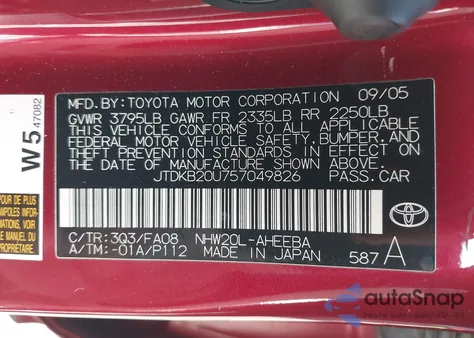 MFD. BY: TOYOTA MOTOR CORPORATION 09/05
GVWR 3795LB GAWR FR 2335LB RR 2250LB
THIS VEHICLE CONFORMS TO ALL APPLICABLE
FEDERAL MOTOR VEHICLE SAFETY, BUMPER, AND
THEFT PREVENTION STANDARDS IN EFFECT ON
THE DATE OF MANUFACTURE SHOWN ABOVE.
JTDKB20U757049826 PASS.CAR
C/TR: 3Q3/FA08 NHW20L-AHEEBA
A/TM: -01A/P112 MADE IN JAPAN
587 A
TOYOTA
W5
47082
autoSnap